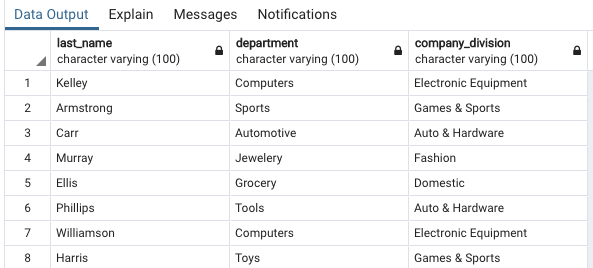 Data Output Explain Messages Notifications
last_name department company_division
character varying (100) character varying (100) character varying (100)
1 Kelley Computers Electronic Equipment
2 Armstrong Sports Games & Sports
3 Carr Automotive Auto & Hardware
4 Murray Jewelery Fashion
5 Ellis Grocery Domestic
6 Phillips Tools Auto & Hardware
7 Williamson Computers Electronic Equipment
8 Harris Toys Games & Sports